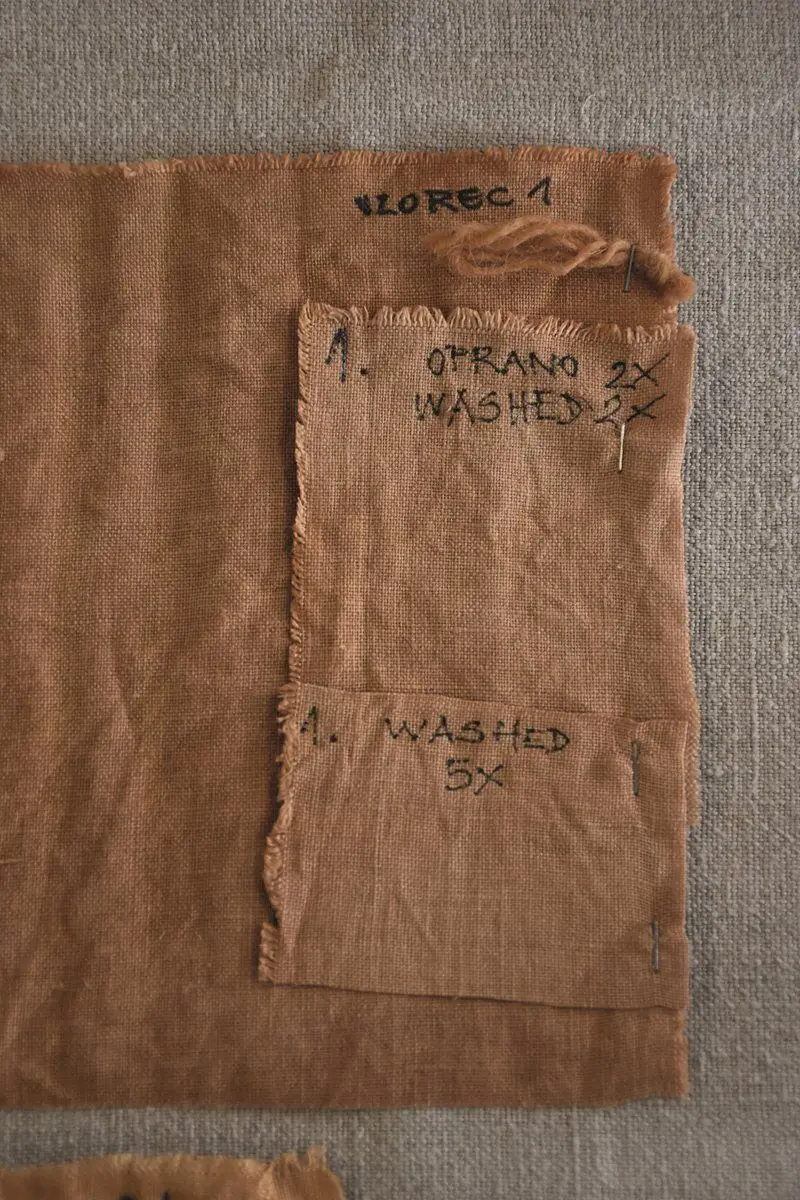 VZOREC 1
1. OPRANO 2X
WASHED 2X
1. WASHED
5X